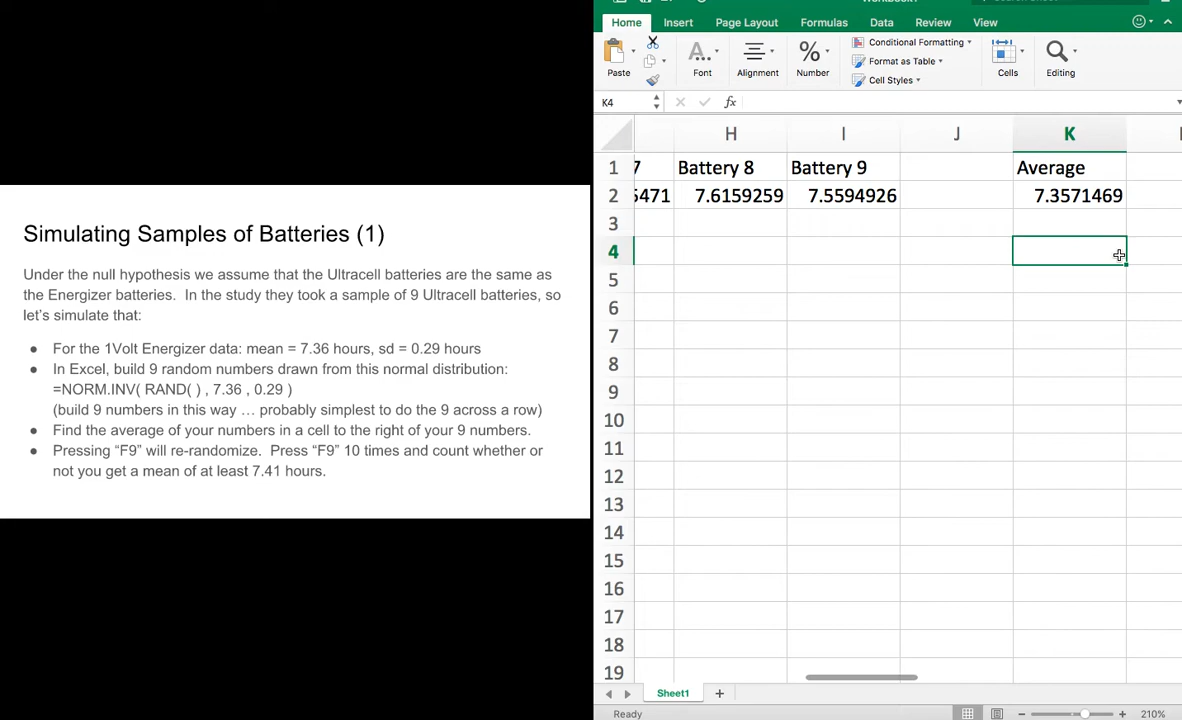 Simulating Samples of Batteries (1)
Under the null hypothesis we assume that the Ultracell batteries are the same as
the Energizer batteries. In the study they took a sample of 9 Ultracell batteries, so
let's simulate that:
● For the 1Volt Energizer data: mean = 7.36 hours, sd = 0.29 hours
● In Excel, build 9 random numbers drawn from this normal distribution:
=NORM.INV( RAND( ) , 7.36 , 0.29 )
(build 9 numbers in this way … probably simplest to do the 9 across a row)
● Find the average of your numbers in a cell to the right of your 9 numbers.
● Pressing “F9” will re-randomize. Press “F9” 10 times and count whether or
not you get a mean of at least 7.41 hours.
Home Insert Page Layout Formulas Data Review View
Paste Font Alignment % Number Conditional Formatting Format as Table Cell Styles Cells Editing
K4 fx
H I J K
1 7 Battery 8 Battery 9 Average
2 5471 7.6159259 7.5594926 7.3571469
3
4
5
6
7
8
9
10
11
12
13
14
15
16
17
18
19
Sheet1 +
Ready 210%